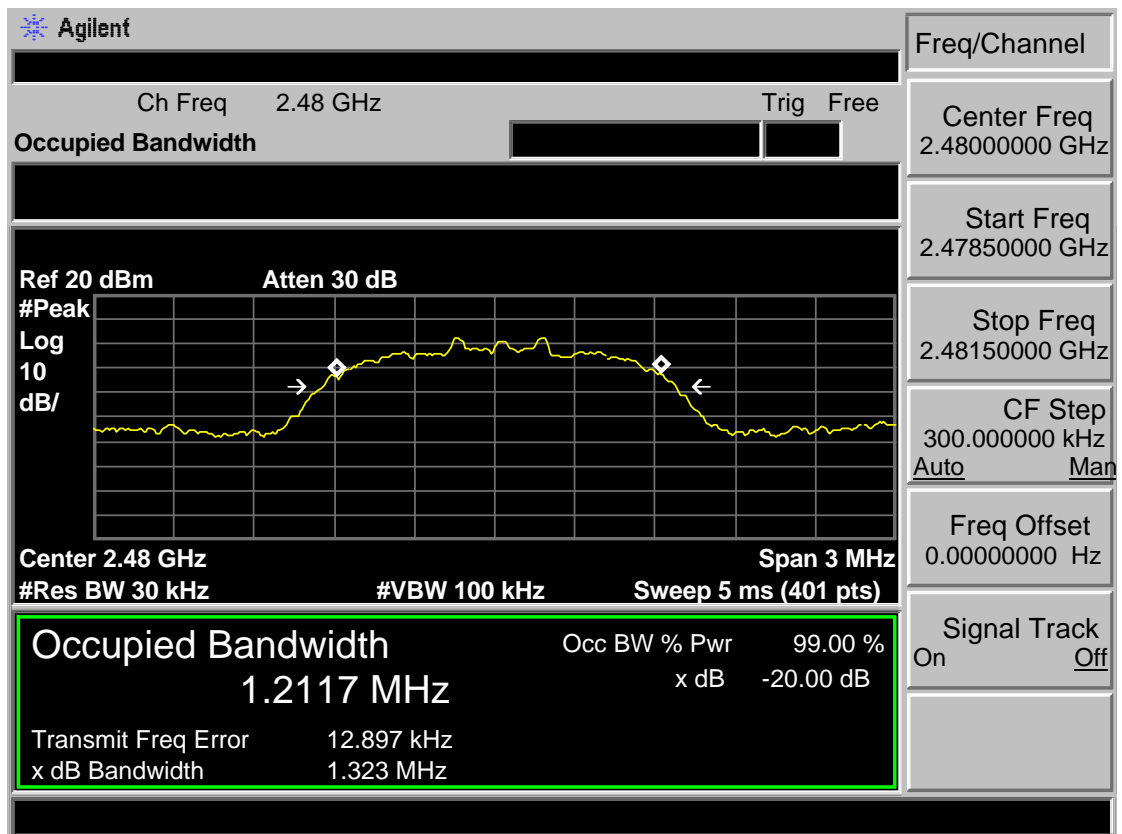 Agilent
Freq/Channel
Ch Freq 2.48 GHz Trig Free
Occupied Bandwidth
Center Freq
2.48000000 GHz
Start Freq
2.47850000 GHz
Stop Freq
2.48150000 GHz
CF Step
300.000000 kHz
Auto Man
Freq Offset
0.00000000 Hz
Signal Track
On Off
Ref 20 dBm Atten 30 dB
#Peak
Log
10
dB/
Center 2.48 GHz Span 3 MHz
#Res BW 30 kHz #VBW 100 kHz Sweep 5 ms (401 pts)
Occupied Bandwidth Occ BW % Pwr 99.00 %
1.2117 MHz x dB -20.00 dB
Transmit Freq Error 12.897 kHz
x dB Bandwidth 1.323 MHz